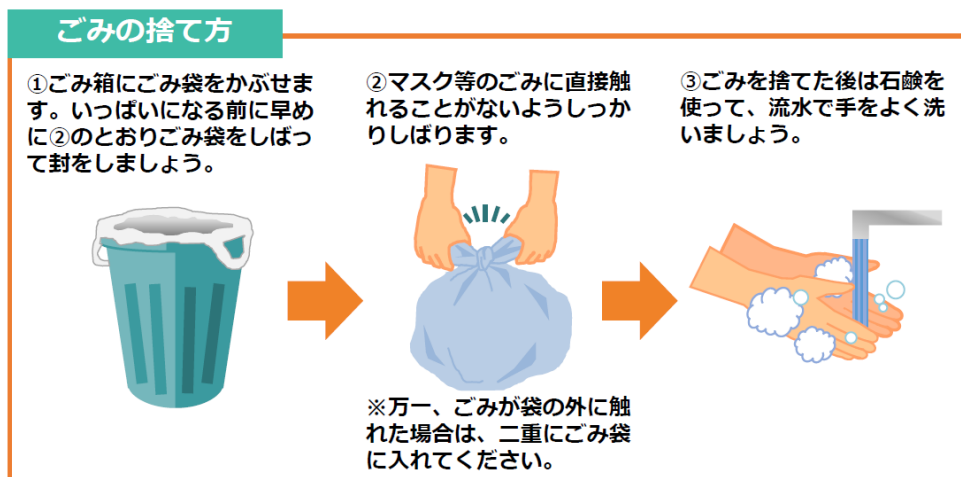 ごみの捨て方
①ごみ箱にごみ袋をかぶせま
す。いっぱいになる前に早め
に②のとおりごみ袋をしばっ
て封をしましょう。
②マスク等のごみに直接触
れることがないようしっか
りしばります。
※万一、ごみが袋の外に触
れた場合は、二重にごみ袋
に入れてください。
③ごみを捨てた後は石鹸を
使って、流水で手をよく洗
いましょう。